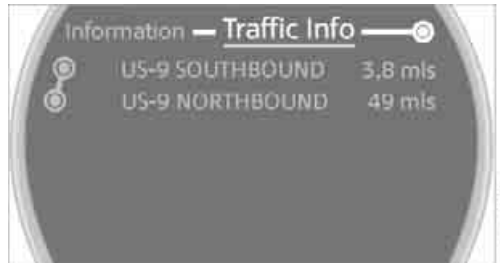 Information — Traffic Info
US-9 SOUTHBOUND 3,8 mls
US-9 NORTHBOUND 49 mls